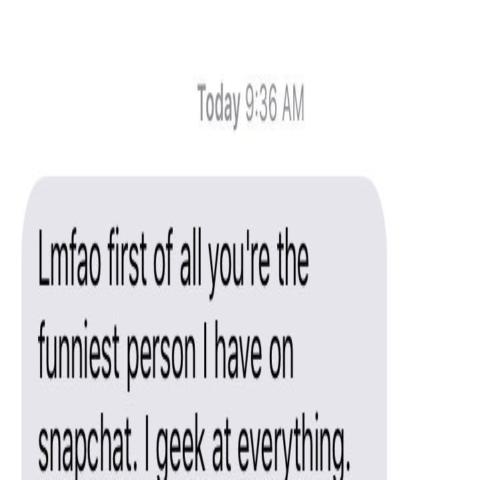 Today 9:36 AM
Lmfao first of all you're the
funniest person I have on
snapchat. I geek at everything.